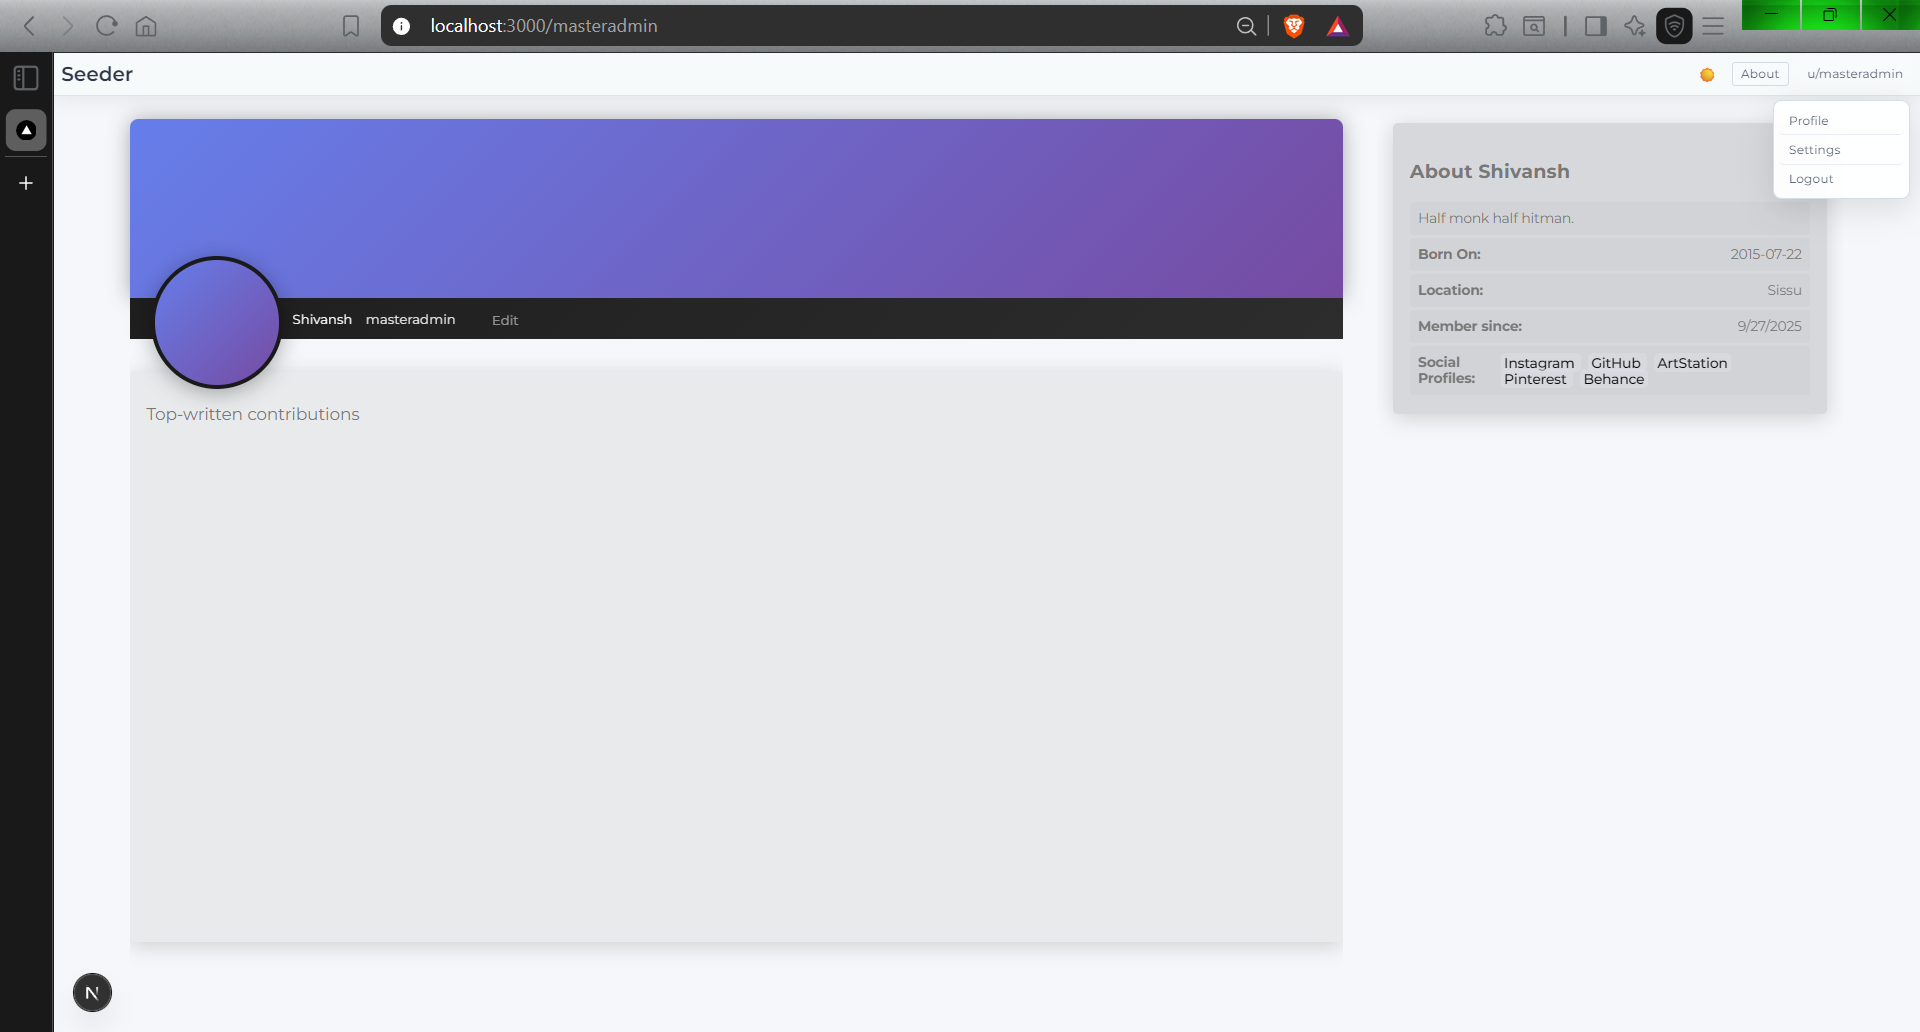 localhost:3000/masteradmin
Seeder
About
u/masteradmin
Profile
Settings
Logout
Shivansh masteradmin Edit
Top-written contributions
About Shivansh
Half monk half hitman.
Born On: 2015-07-22
Location: Sissu
Member since: 9/27/2025
Social Profiles: Instagram GitHub ArtStation
Pinterest Behance
N